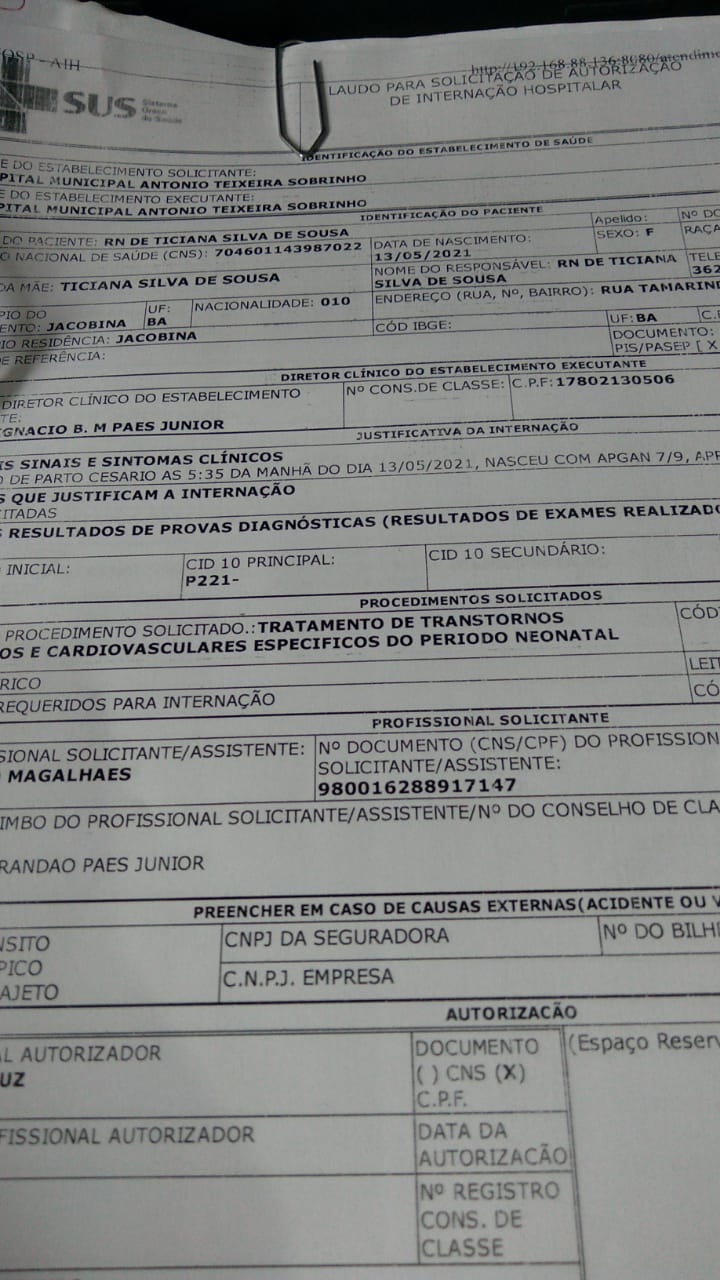 OSP - AIH
http://192.168.88.136:8080/atendime
SUS Sistema
Único
de Saúde
LAUDO PARA SOLICITAÇÃO DE AUTORIZAÇÃO
DE INTERNAÇÃO HOSPITALAR
IDENTIFICAÇÃO DO ESTABELECIMENTO DE SAÚDE
E DO ESTABELECIMENTO SOLICITANTE:
PITAL MUNICIPAL ANTONIO TEIXEIRA SOBRINHO
E DO ESTABELECIMENTO EXECUTANTE:
PITAL MUNICIPAL ANTONIO TEIXEIRA SOBRINHO
IDENTIFICAÇÃO DO PACIENTE
DO PACIENTE: RN DE TICIANA SILVA DE SOUSA
Apelido:
Nº DO
O NACIONAL DE SAÚDE (CNS): 704601143987022
DATA DE NASCIMENTO:
13/05/2021
SEXO: F
RAÇA
DA MÃE: TICIANA SILVA DE SOUSA
NOME DO RESPONSÁVEL: RN DE TICIANA
SILVA DE SOUSA
TELE
362
PIO DO
ENTO: JACOBINA
UF:
BA
NACIONALIDADE: 010
ENDEREÇO (RUA, Nº, BAIRRO): RUA TAMARIND
IO RESIDÊNCIA: JACOBINA
CÓD IBGE:
UF:BA
C.E
E REFERÊNCIA:
DOCUMENTO:
PIS/PASEP [ X
DIRETOR CLÍNICO DO ESTABELECIMENTO EXECUTANTE
DIRETOR CLÍNICO DO ESTABELECIMENTO
TE:
GNACIO B. M PAES JUNIOR
Nº CONS.DE CLASSE:
C.P.F:17802130506
JUSTIFICATIVA DA INTERNAÇÃO
IS SINAIS E SINTOMAS CLÍNICOS
O DE PARTO CESARIO AS 5:35 DA MANHÃ DO DIA 13/05/2021, NASCEU COM APGAN 7/9, APR
S QUE JUSTIFICAM A INTERNAÇÃO
CITADAS
S RESULTADOS DE PROVAS DIAGNÓSTICAS (RESULTADOS DE EXAMES REALIZADO
INICIAL:
CID 10 PRINCIPAL:
P221-
CID 10 SECUNDÁRIO:
PROCEDIMENTOS SOLICITADOS
PROCEDIMENTO SOLICITADO.:TRATAMENTO DE TRANSTORNOS
OS E CARDIOVASCULARES ESPECIFICOS DO PERIODO NEONATAL
CÓD
RICO
LEIT
REQUERIDOS PARA INTERNAÇÃO
CÓ
PROFISSIONAL SOLICITANTE
SIONAL SOLICITANTE/ASSISTENTE:
MAGALHAES
Nº DOCUMENTO (CNS/CPF) DO PROFISSION
SOLICITANTE/ASSISTENTE:
980016288917147
IMBO DO PROFISSIONAL SOLICITANTE/ASSISTENTE/Nº DO CONSELHO DE CLA
RANDAO PAES JUNIOR
PREENCHER EM CASO DE CAUSAS EXTERNAS(ACIDENTE OU V
NSITO
PICO
AJETO
CNPJ DA SEGURADORA
Nº DO BILHE
C.N.P.J. EMPRESA
AUTORIZACÃO
AL AUTORIZADOR
UZ
DOCUMENTO
( ) CNS (X)
C.P.F.
(Espaço Reserv
FISSIONAL AUTORIZADOR
DATA DA
AUTORIZACÃO
Nº REGISTRO
CONS. DE
CLASSE